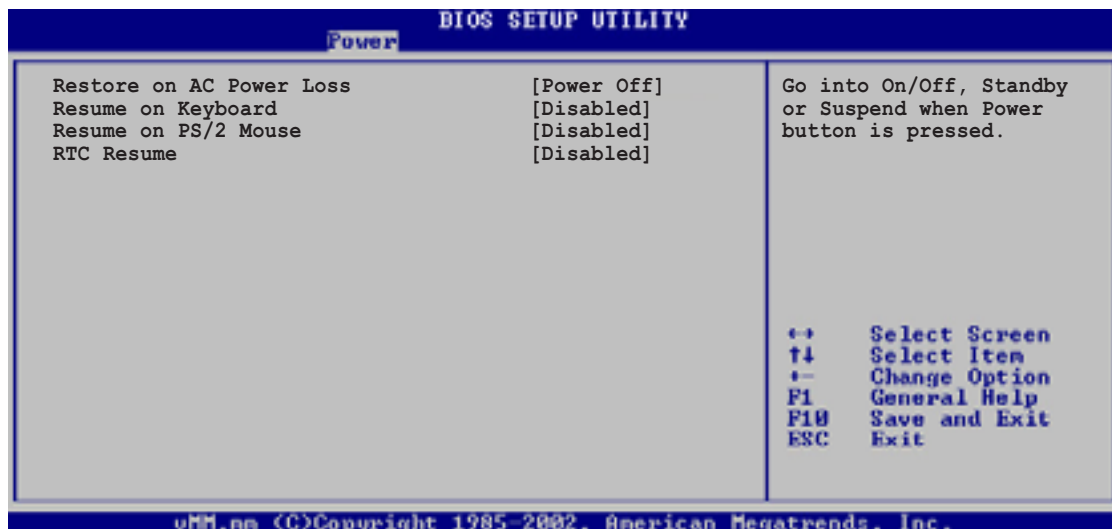 BIOS SETUP UTILITY
Power
Restore on AC Power Loss [Power Off]
Resume on Keyboard [Disabled]
Resume on PS/2 Mouse [Disabled]
RTC Resume [Disabled]
Go into On/Off, Standby
or Suspend when Power
button is pressed.
←→ Select Screen
↑↓ Select Item
+- Change Option
F1 General Help
F10 Save and Exit
ESC Exit
vMM.mm (C)Copyright 1985-2002, American Megatrends, Inc.